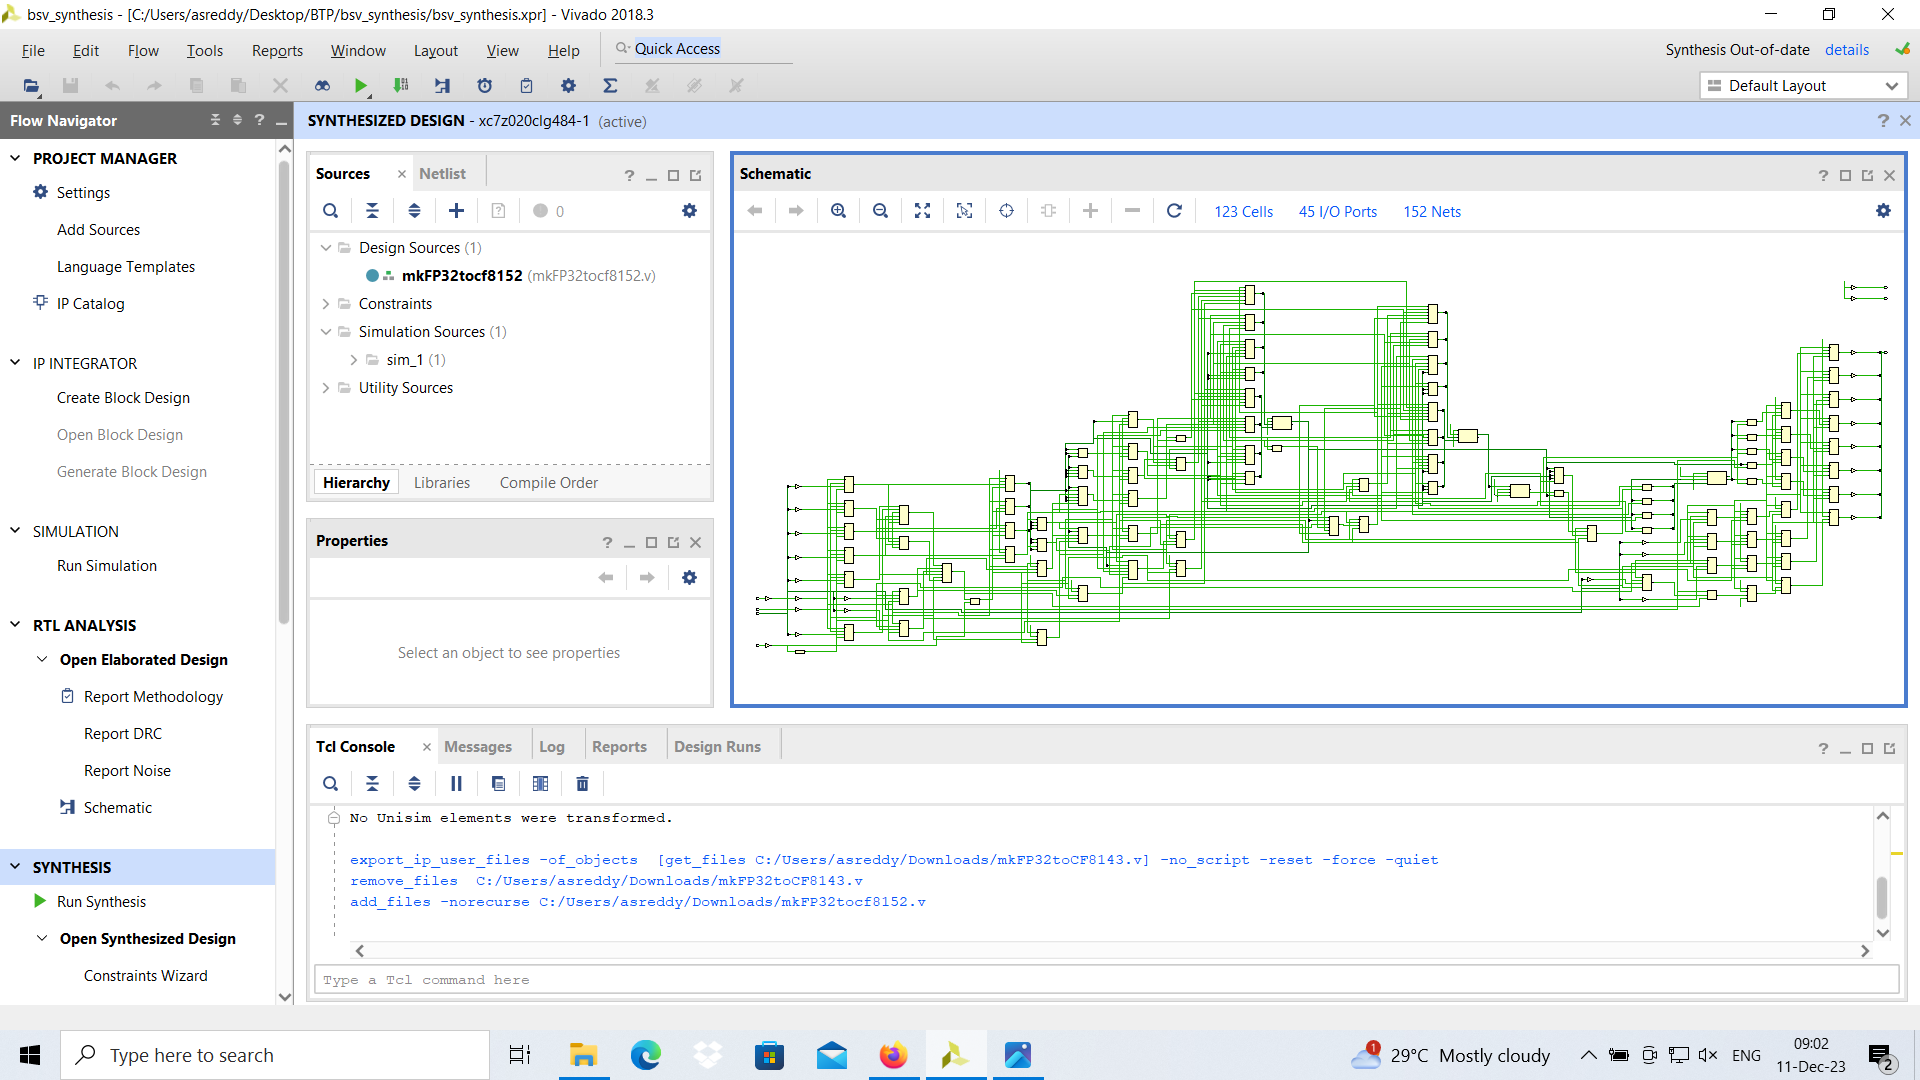 bsv_synthesis - [C:/Users/asreddy/Desktop/BTP/bsv_synthesis/bsv_synthesis.xpr] - Vivado 2018.3
File Edit Flow Tools Reports Window Layout View Help Quick Access
Synthesis Out-of-date details
Default Layout
Flow Navigator
PROJECT MANAGER
Settings
Add Sources
Language Templates
IP Catalog
IP INTEGRATOR
Create Block Design
Open Block Design
Generate Block Design
SIMULATION
Run Simulation
RTL ANALYSIS
Open Elaborated Design
Report Methodology
Report DRC
Report Noise
Schematic
SYNTHESIS
Run Synthesis
Open Synthesized Design
Constraints Wizard
SYNTHESIZED DESIGN - xc7z020clg484-1 (active)
Sources Netlist
0
Design Sources (1)
mkFP32tocf8152 (mkFP32tocf8152.v)
Constraints
Simulation Sources (1)
sim_1 (1)
Utility Sources
Hierarchy Libraries Compile Order
Properties
Select an object to see properties
Schematic
123 Cells 45 I/O Ports 152 Nets
Tcl Console Messages Log Reports Design Runs
No Unisim elements were transformed.
export_ip_user_files -of_objects  [get_files C:/Users/asreddy/Downloads/mkFP32toCF8143.v] -no_script -reset -force -quiet
remove_files  C:/Users/asreddy/Downloads/mkFP32toCF8143.v
add_files -norecurse C:/Users/asreddy/Downloads/mkFP32tocf8152.v
Type a Tcl command here
Type here to search
1
29°C Mostly cloudy
ENG
09:02
11-Dec-23
2